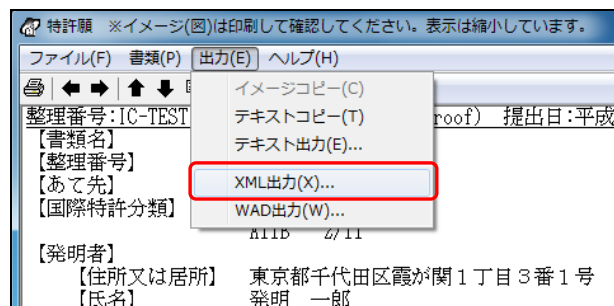 特許願 ※イメージ(図)は印刷して確認してください。表示は縮小しています。
ファイル(F) 書類(P) 出力(E) ヘルプ(H)
イメージコピー(C)
テキストコピー(T)
テキスト出力(E)...
XML出力(X)...
WAD出力(W)...
整理番号:IC-TEST roof) 提出日:平成
【書類名】
【整理番号】
【あて先】
【国際特許分類】
A11B 2/11
【発明者】
【住所又は居所】 東京都千代田区霞が関1丁目3番1号
【氏名】 発明 一郎